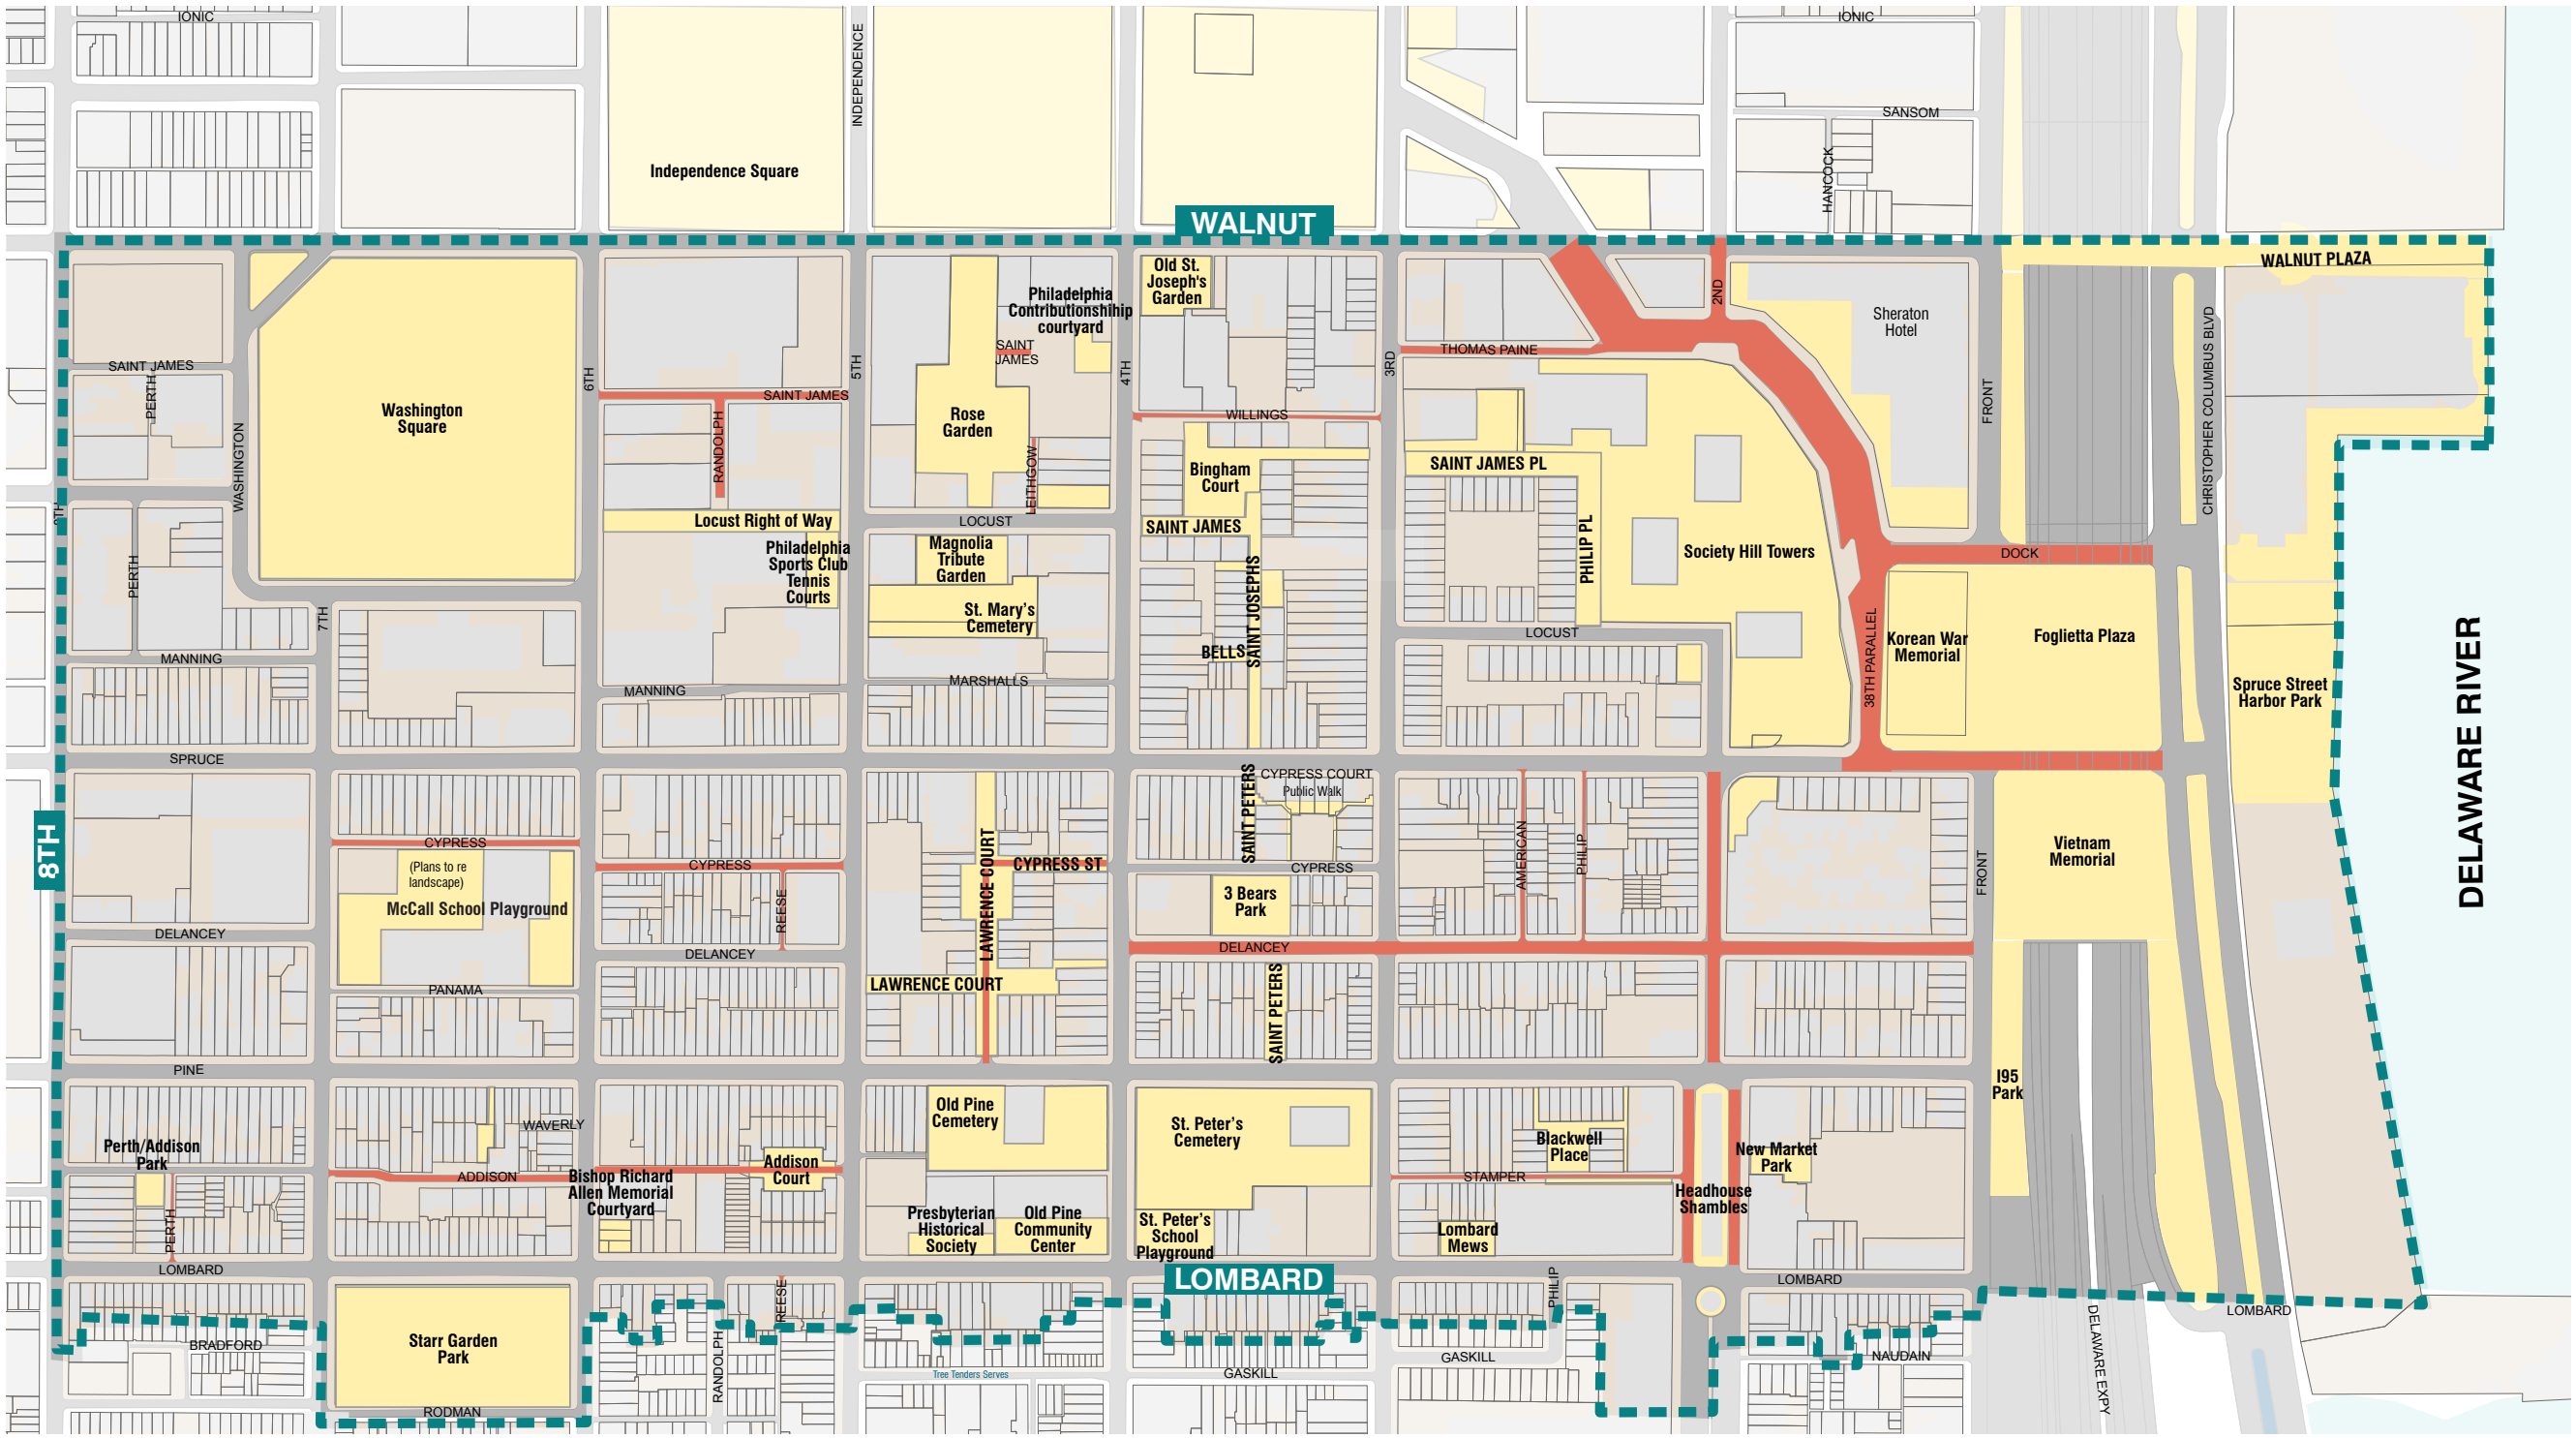 IONIC
IONIC
INDEPENDENCE
SANSOM
HANCOCK
Independence Square
WALNUT
WALNUT PLAZA
Old St.
Joseph's
Garden
Philadelphia
Contributionshihip
courtyard
SAINT
JAMES
2ND
Sheraton
Hotel
CHRISTOPHER COLUMBUS BLVD
THOMAS PAINE
SAINT JAMES
PERTH
6TH
5TH
4TH
3RD
FRONT
Washington
Square
WASHINGTON
SAINT JAMES
RANDOLPH
Rose
Garden
LEITHGOW
WILLINGS
Bingham
Court
SAINT JAMES PL
8TH
Locust Right of Way
LOCUST
SAINT JAMES
PHILIP PL
Society Hill Towers
DOCK
Philadelphia
Sports Club
Tennis
Courts
Magnolia
Tribute
Garden
SAINT JOSEPHS
PERTH
7TH
St. Mary's
Cemetery
LOCUST
38TH PARALLEL
Korean War
Memorial
Foglietta Plaza
BELLS
MANNING
MANNING
MARSHALLS
Spruce Street
Harbor Park
DELAWARE RIVER
SPRUCE
SAINT PETERS
CYPRESS COURT
Public Walk
8TH
CYPRESS
(Plans to re
landscape)
McCall School Playground
CYPRESS
REESE
LAWRENCE COURT
CYPRESS ST
CYPRESS
3 Bears
Park
AMERICAN
PHILIP
FRONT
Vietnam
Memorial
DELANCEY
DELANCEY
DELANCEY
LAWRENCE COURT
SAINT PETERS
PANAMA
PINE
I95
Park
Perth/Addison
Park
WAVERLY
ADDISON
PERTH
Bishop Richard
Allen Memorial
Courtyard
Addison
Court
Old Pine
Cemetery
St. Peter's
Cemetery
Blackwell
Place
STAMPER
New Market
Park
Headhouse
Shambles
Presbyterian
Historical
Society
Old Pine
Community
Center
St. Peter's
School
Playground
Lombard
Mews
LOMBARD
LOMBARD
LOMBARD
LOMBARD
PHILIP
REESE
RANDOLPH
BRADFORD
Starr Garden
Park
RODMAN
Tree Tenders Serves
GASKILL
GASKILL
NAUDAIN
DELAWARE EXPY